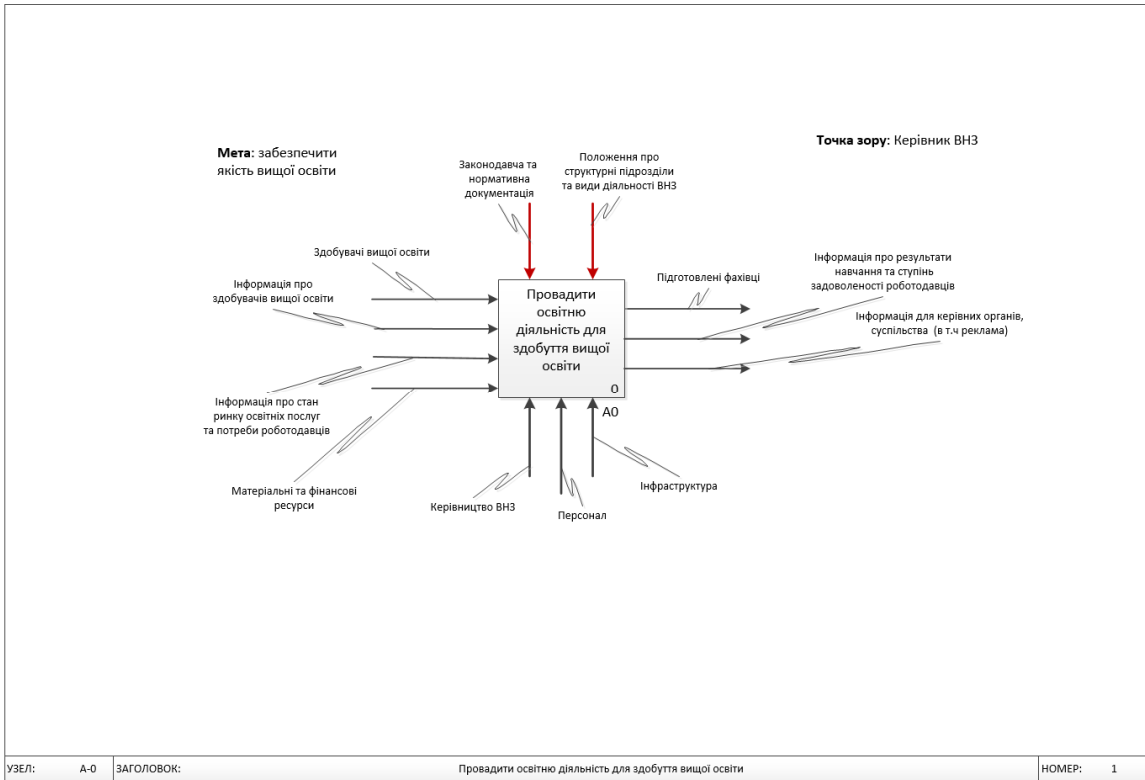 Мета: забезпечити
якість вищої освіти
Точка зору: Керівник ВНЗ
Законодавча та
нормативна
документація
Положення про
структурні підрозділи
та види діяльності ВНЗ
Здобувачі вищої освіти
Інформація про
здобувачів вищої освіти
Інформація про стан
ринку освітніх послуг
та потреби роботодавців
Матеріальні та фінансові
ресурси
Провадити
освітню
діяльність для
здобуття вищої
освіти
0
A0
Підготовлені фахівці
Інформація про результати
навчання та ступінь
задоволеності роботодавців
Інформація для керівних органів,
суспільства (в т.ч реклама)
Керівництво ВНЗ
Персонал
Інфраструктура
УЗЕЛ: A-0 ЗАГОЛОВОК: Провадити освітню діяльність для здобуття вищої освіти НОМЕР: 1